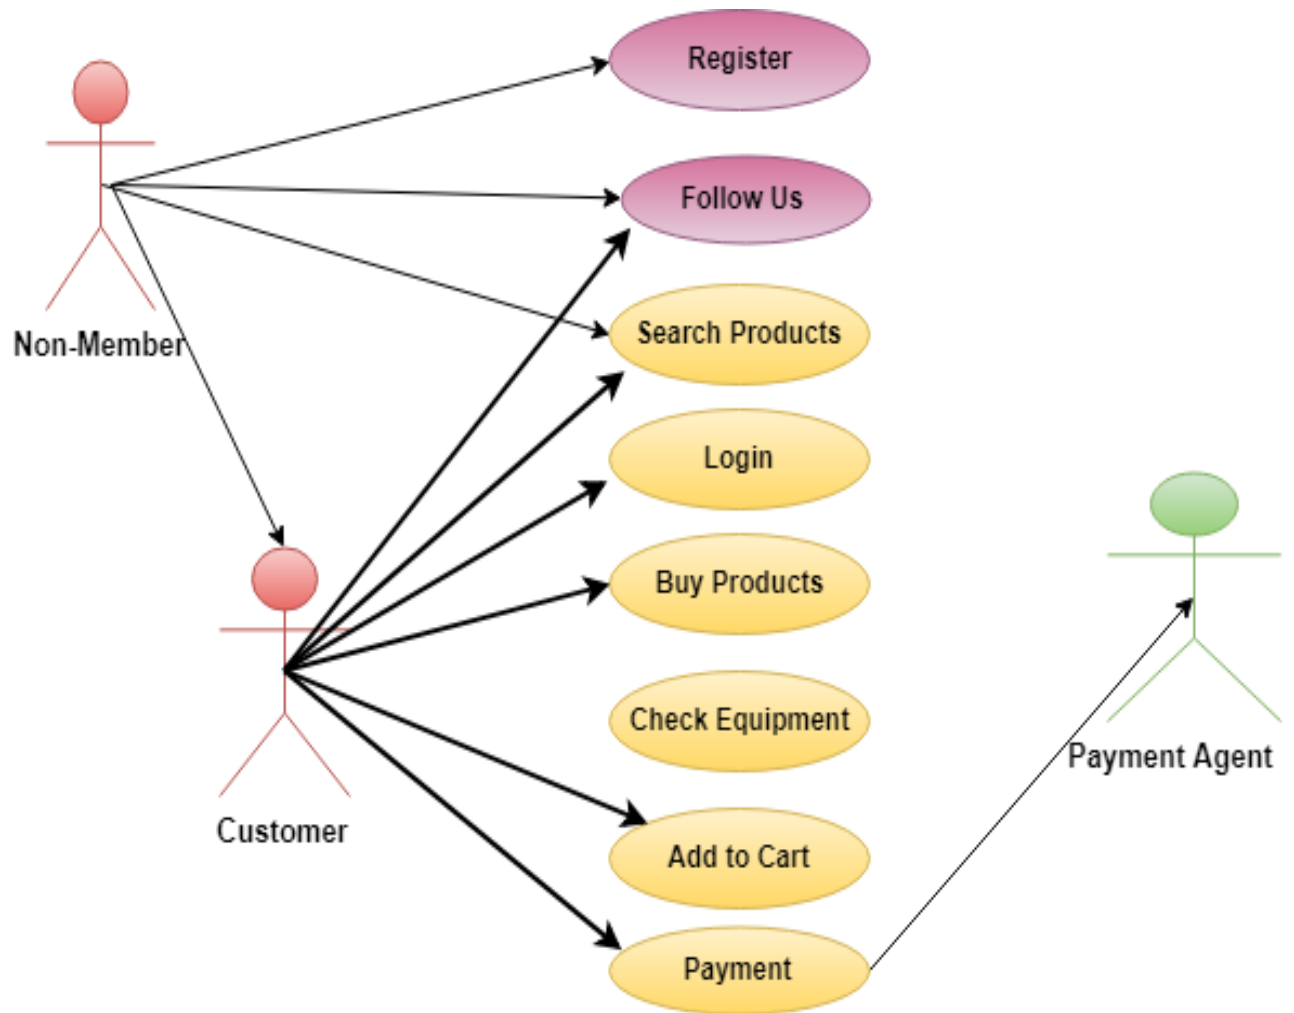 Register
Follow Us
Non-Member
Search Products
Login
Buy Products
Check Equipment
Payment Agent
Customer
Add to Cart
Payment